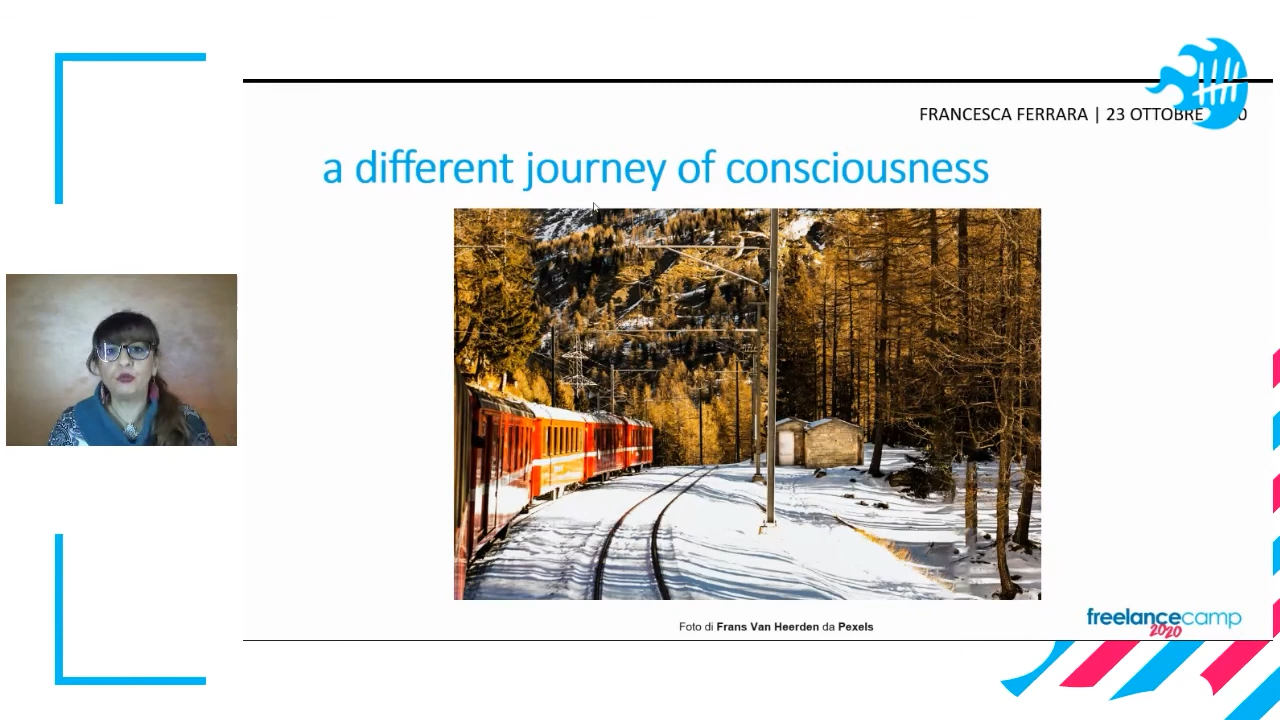 FRANCESCA FERRARA | 23 OTTOBRE
a different journey of consciousness
Foto di Frans Van Heerden da Pexels
freelancecamp
2020